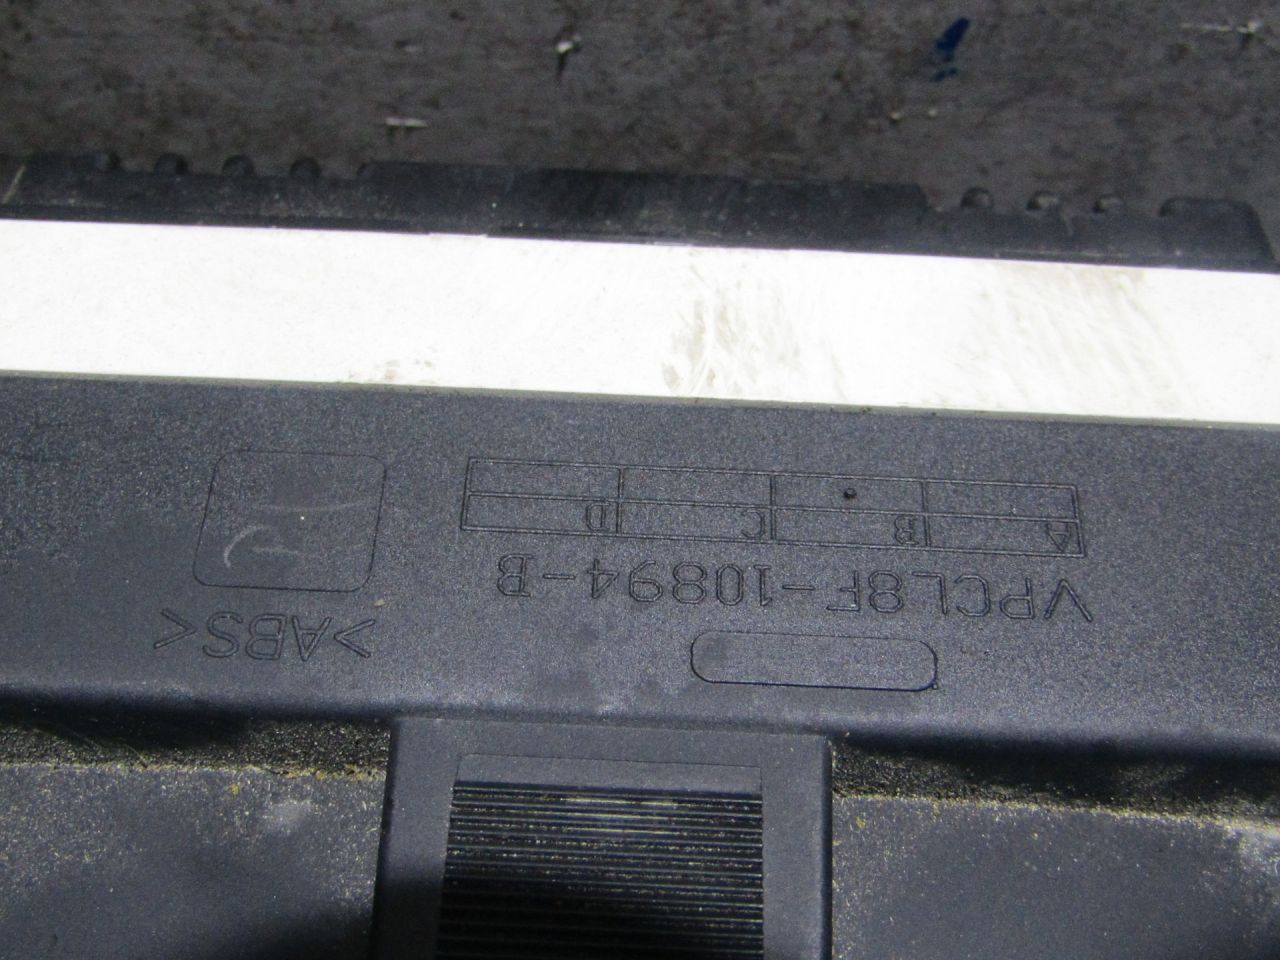 >ABS<
VPCL8F-10894-B
A B C D